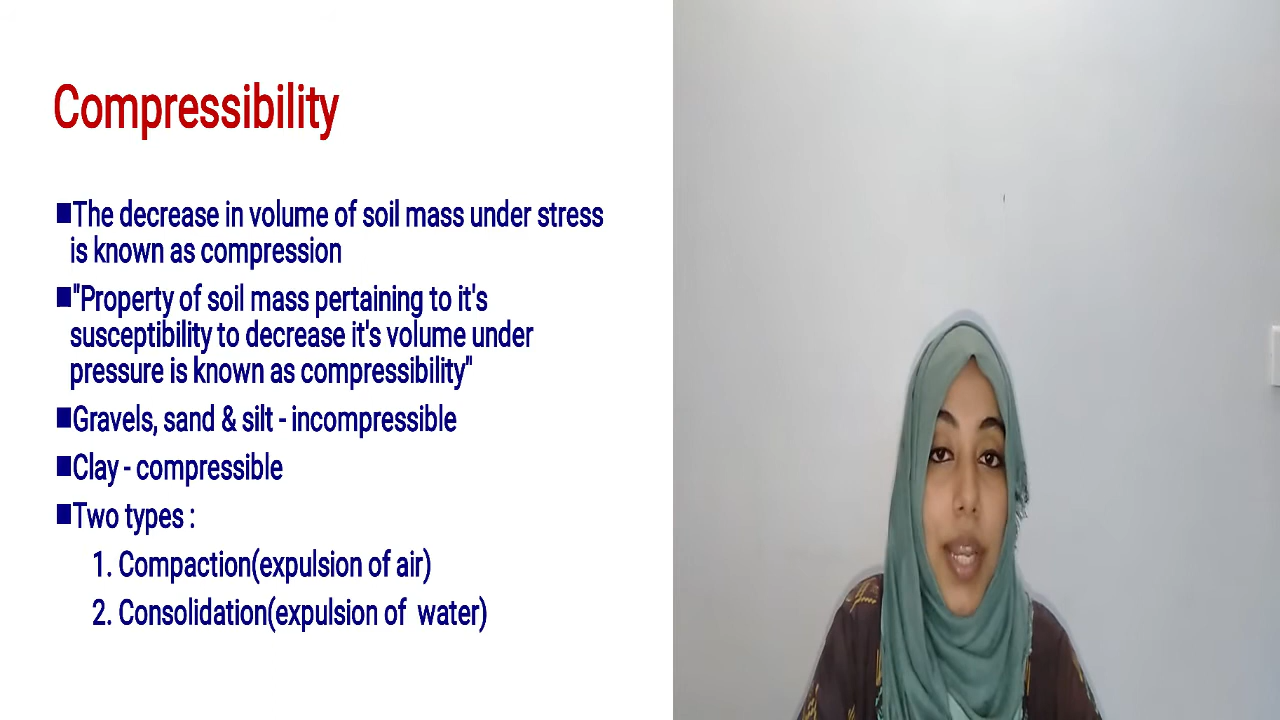 Compressibility
■The decrease in volume of soil mass under stress
is known as compression
■"Property of soil mass pertaining to it's
susceptibility to decrease it's volume under
pressure is known as compressibility"
■Gravels, sand & silt - incompressible
■Clay - compressible
■Two types :
1. Compaction(expulsion of air)
2. Consolidation(expulsion of  water)